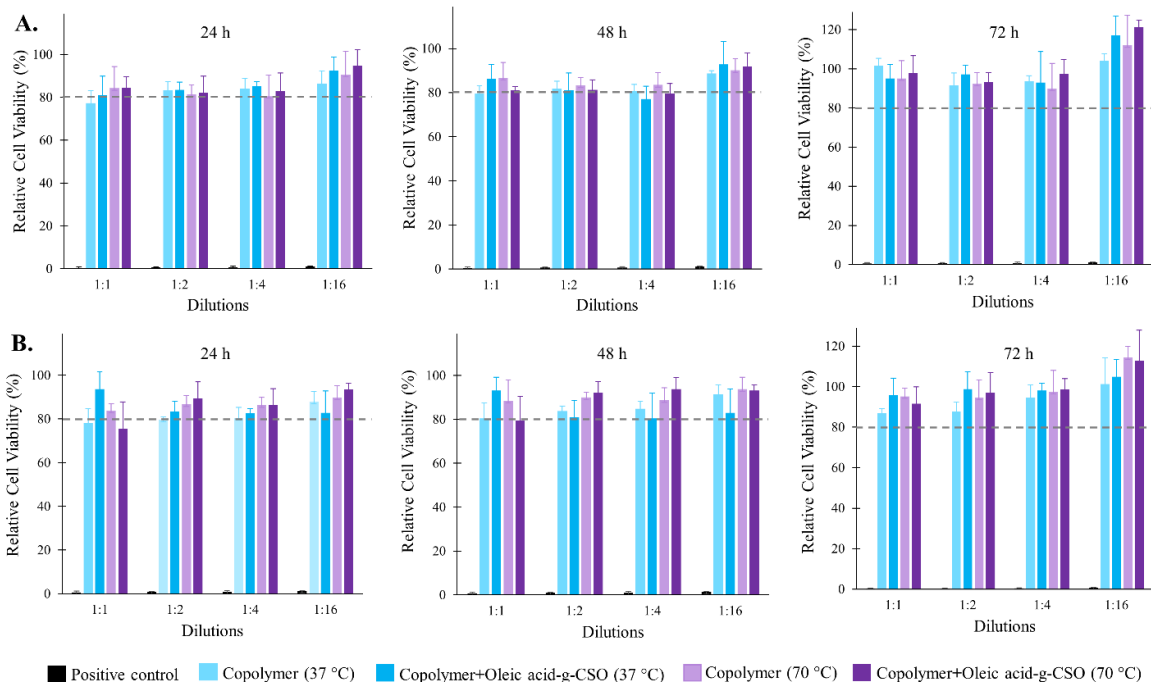 A.
24 h
Relative Cell Viability (%)
100
80
60
40
20
0
1:1 1:2 1:4 1:16
Dilutions
48 h
Relative Cell Viability (%)
100
80
60
40
20
0
1:1 1:2 1:4 1:16
Dilutions
72 h
Relative Cell Viability (%)
120
100
80
60
40
20
0
1:1 1:2 1:4 1:16
Dilutions
B.
24 h
Relative Cell Viability (%)
100
80
60
40
20
0
1:1 1:2 1:4 1:16
Dilutions
48 h
Relative Cell Viability (%)
100
80
60
40
20
0
1:1 1:2 1:4 1:16
Dilutions
72 h
Relative Cell Viability (%)
120
100
80
60
40
20
0
1:1 1:2 1:4 1:16
Dilutions
Positive control Copolymer (37 °C) Copolymer+Oleic acid-g-CSO (37 °C) Copolymer (70 °C) Copolymer+Oleic acid-g-CSO (70 °C)